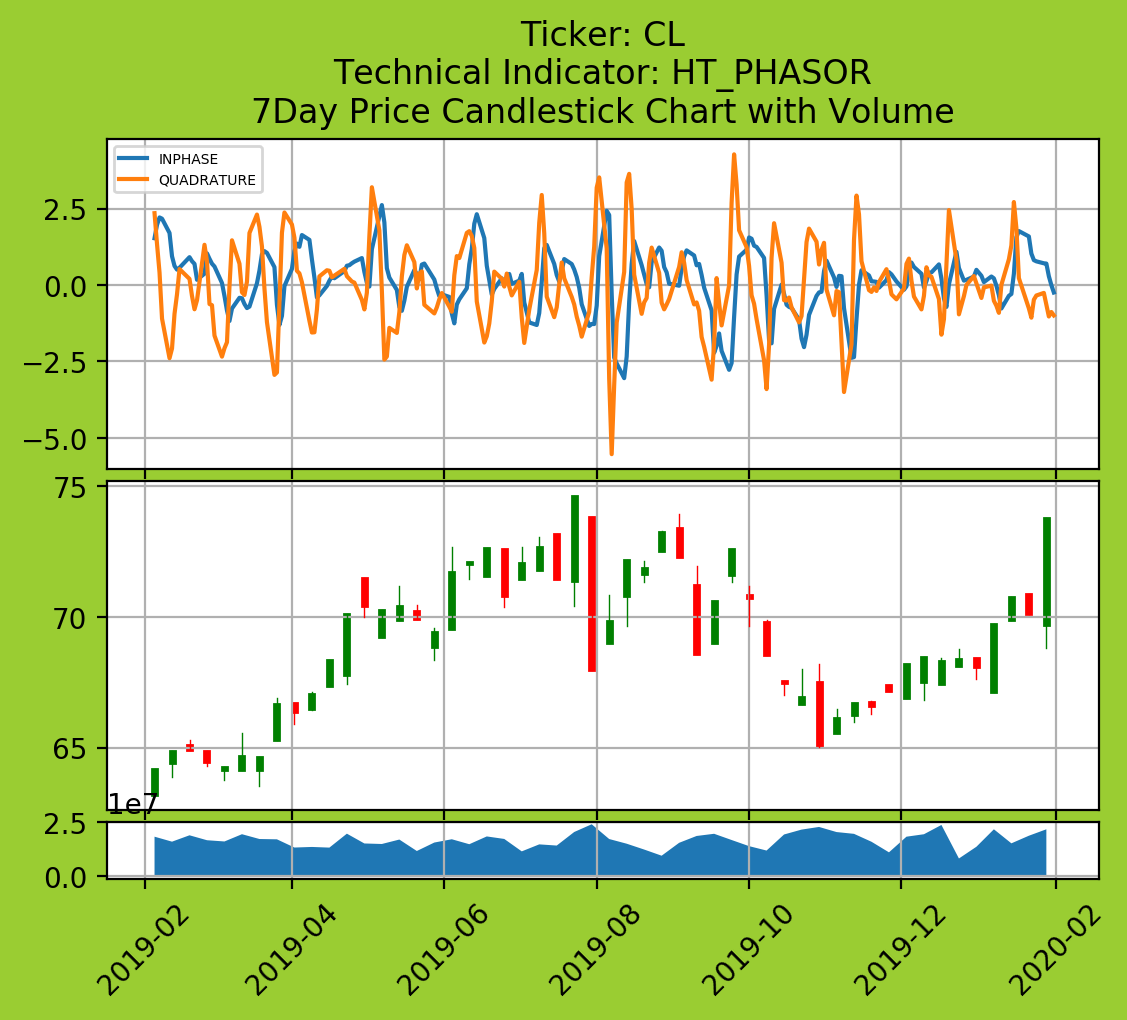 Ticker: CL
Technical Indicator: HT_PHASOR
7Day Price Candlestick Chart with Volume
INPHASE
QUADRATURE
2.5
0.0
−2.5
−5.0
75
70
65
1e7
2.5
0.0
2019-02
2019-04
2019-06
2019-08
2019-10
2019-12
2020-02